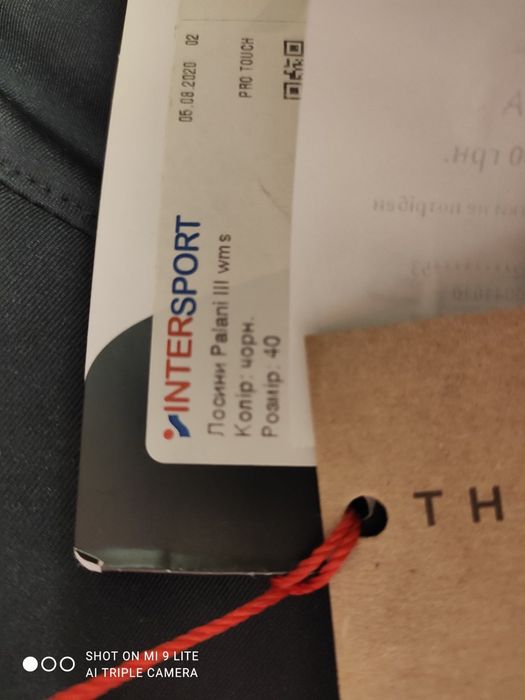 05.08.2020 02
PRO TOUCH
INTERSPORT
Лосини Palani III wms
Колір: чорн.
Розмір: 40
0 грн.
TH
SHOT ON MI 9 LITE
AI TRIPLE CAMERA